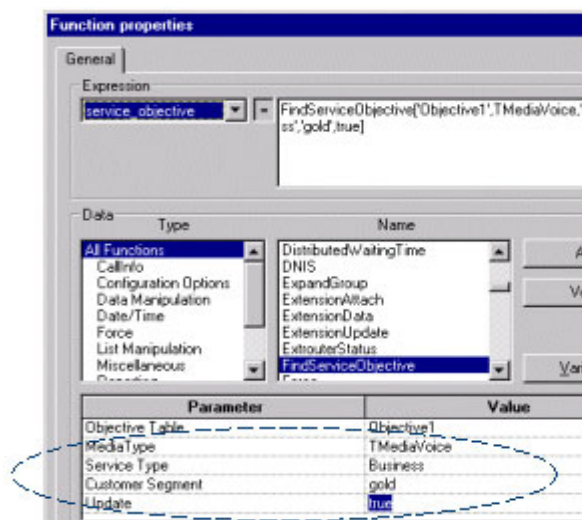 Function properties
General
Expression
service_objective = FindServiceObjective['Objective1',TMediaVoice,'
ss','gold',true]
Data
Type Name
All Functions
CallInfo
Configuration Options
Data Manipulation
Date/Time
Force
List Manipulation
Miscellaneous
DistributedWaitingTime
DNIS
ExpandGroup
ExtensionAttach
ExtensionData
ExtensionUpdate
ExtrouterStatus
FindServiceObjective
A
V
Vari
Parameter Value
Objective Table Objective1
MediaType TMediaVoice
Service Type Business
Customer Segment gold
Update true